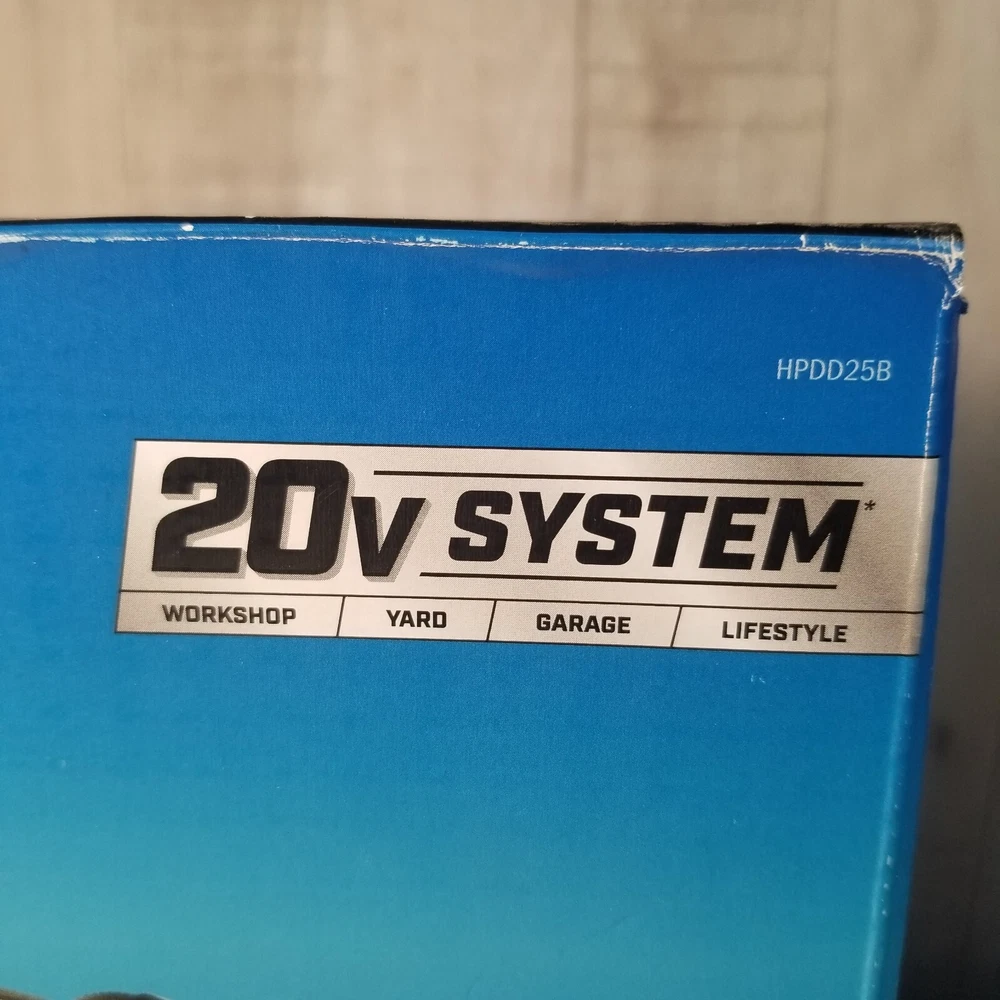 HPDD25B
20V SYSTEM*
WORKSHOP YARD GARAGE LIFESTYLE